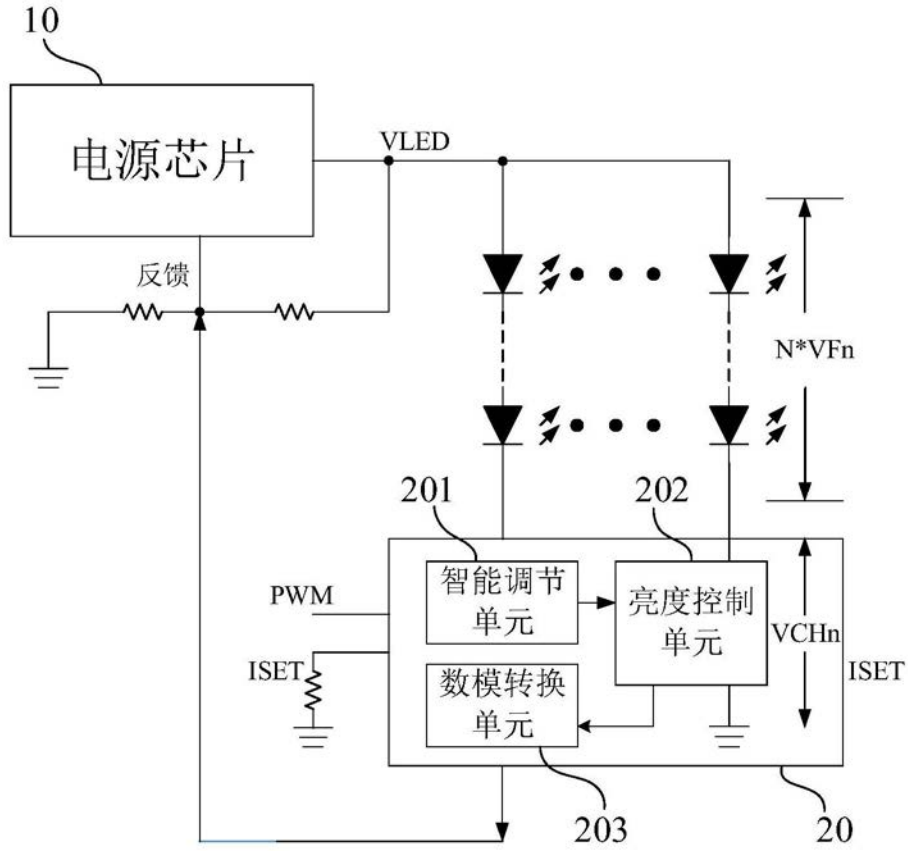 10
电源芯片
VLED
反馈
N*VFn
201
202
智能调节
单元
亮度控制
单元
PWM
VCHn
ISET
ISET
数模转换
单元
203
20